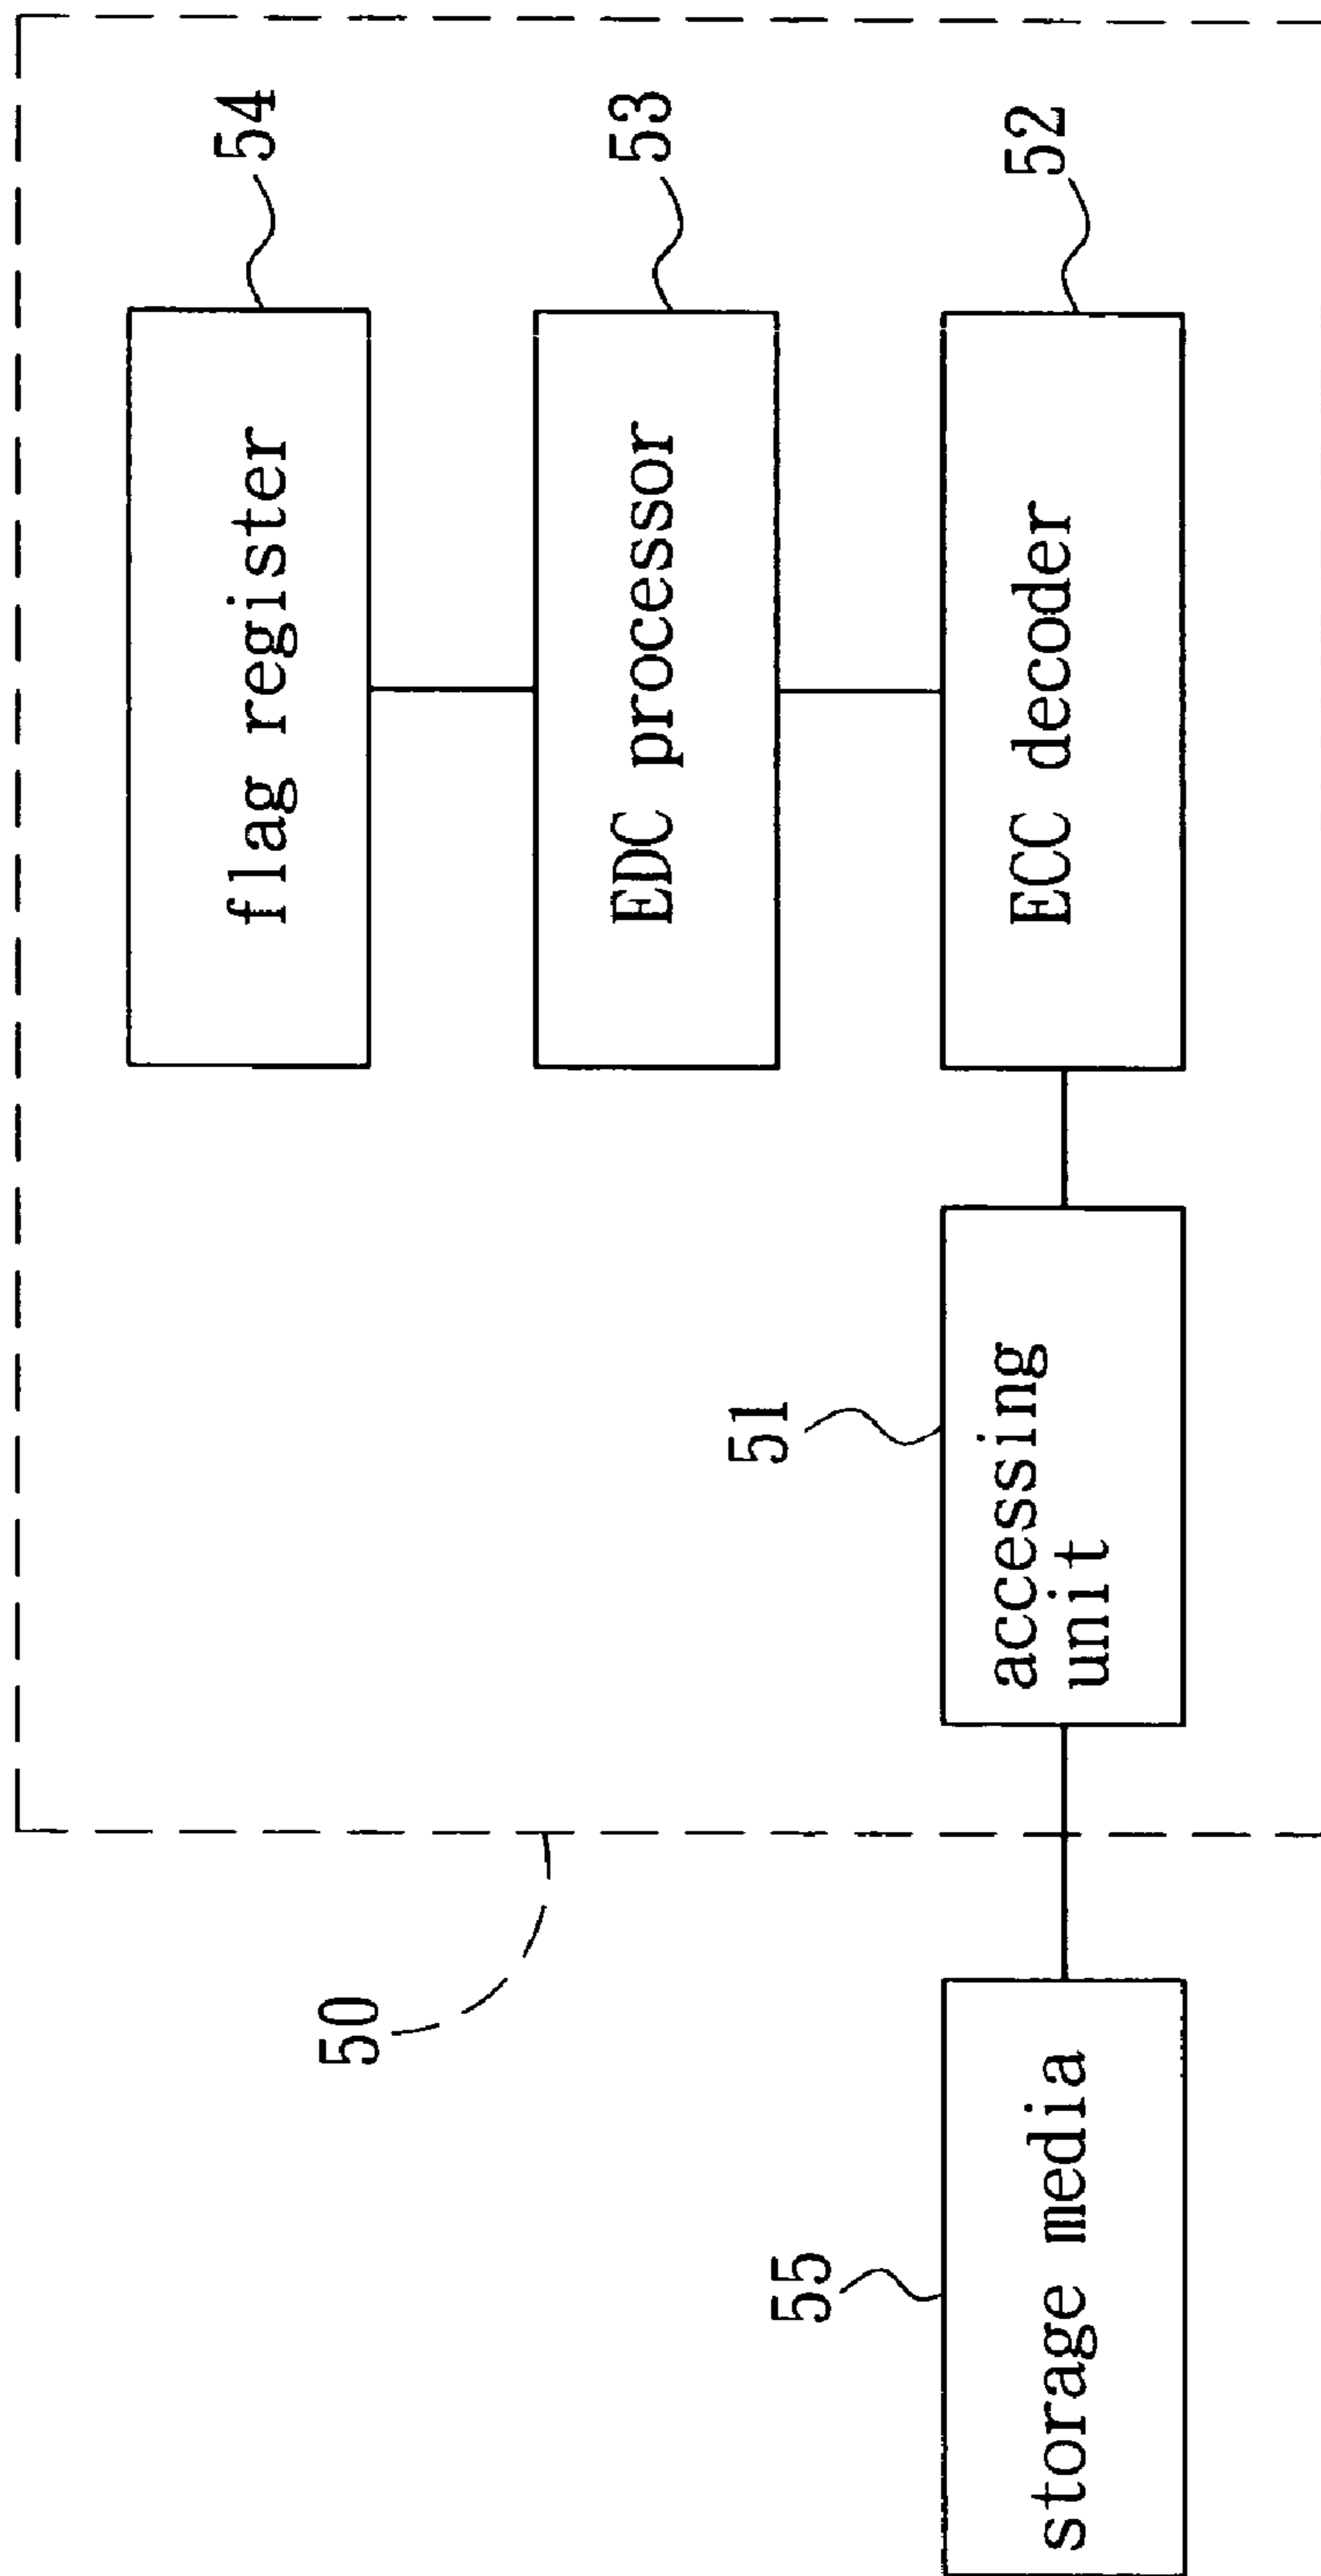 flag register
54
EDC processor
53
50
51
55
storage media
accessing
unit
ECC decoder
52